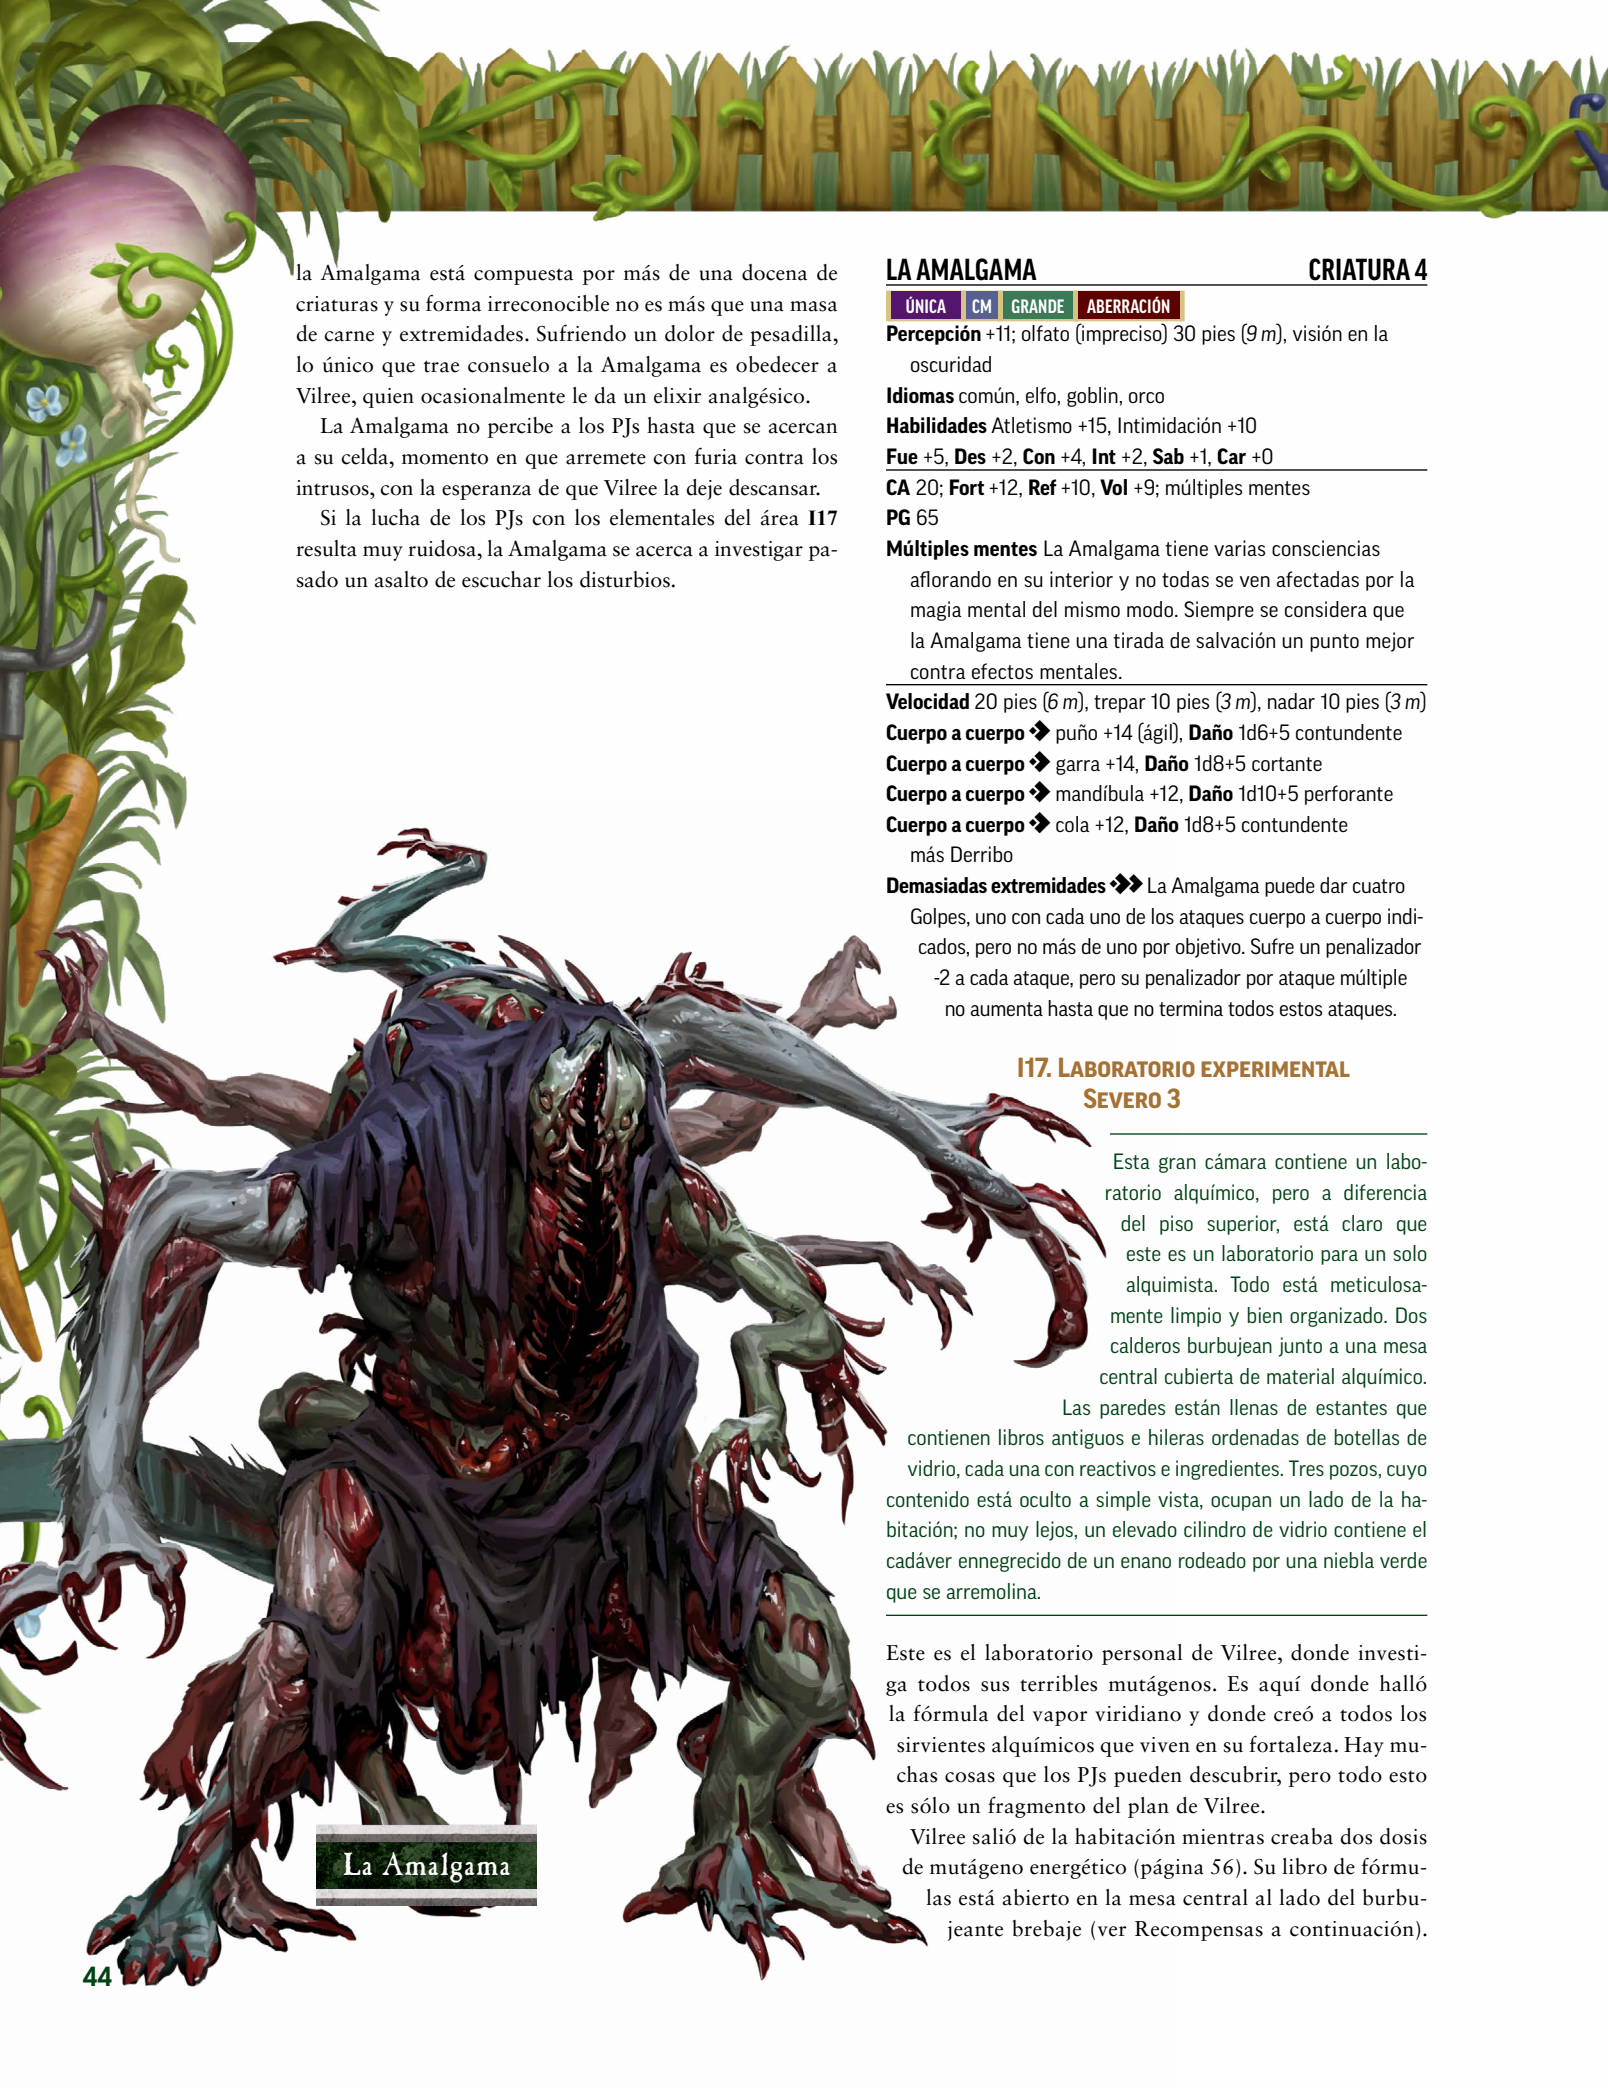 la Amalgama está compuesta por más de una docena de
criaturas y su forma irreconocible no es más que una masa
de carne y extremidades. Sufriendo un dolor de pesadilla,
lo único que trae consuelo a la Amalgama es obedecer a
Vilree, quien ocasionalmente le da un elixir analgésico.
La Amalgama no percibe a los PJs hasta que se acercan
a su celda, momento en que arremete con furia contra los
intrusos, con la esperanza de que Vilree la deje descansar.
Si la lucha de los PJs con los elementales del área I17
resulta muy ruidosa, la Amalgama se acerca a investigar pa-
sado un asalto de escuchar los disturbios.
LA AMALGAMA CRIATURA 4
ÚNICA CM GRANDE ABERRACIÓN
Percepción +11; olfato (impreciso) 30 pies (9 m), visión en la
oscuridad
Idiomas común, elfo, goblin, orco
Habilidades Atletismo +15, Intimidación +10
Fue +5, Des +2, Con +4, Int +2, Sab +1, Car +0
CA 20; Fort +12, Ref +10, Vol +9; múltiples mentes
PG 65
Múltiples mentes La Amalgama tiene varias consciencias
aflorando en su interior y no todas se ven afectadas por la
magia mental del mismo modo. Siempre se considera que
la Amalgama tiene una tirada de salvación un punto mejor
contra efectos mentales.
Velocidad 20 pies (6 m), trepar 10 pies (3 m), nadar 10 pies (3 m)
Cuerpo a cuerpo puño +14 (ágil), Daño 1d6+5 contundente
Cuerpo a cuerpo garra +14, Daño 1d8+5 cortante
Cuerpo a cuerpo mandíbula +12, Daño 1d10+5 perforante
Cuerpo a cuerpo cola +12, Daño 1d8+5 contundente
más Derribo
Demasiadas extremidades La Amalgama puede dar cuatro
Golpes, uno con cada uno de los ataques cuerpo a cuerpo indi-
cados, pero no más de uno por objetivo. Sufre un penalizador
-2 a cada ataque, pero su penalizador por ataque múltiple
no aumenta hasta que no termina todos estos ataques.
I17. LABORATORIO EXPERIMENTAL
SEVERO 3
Esta gran cámara contiene un labo-
ratorio alquímico, pero a diferencia
del piso superior, está claro que
este es un laboratorio para un solo
alquimista. Todo está meticulosa-
mente limpio y bien organizado. Dos
calderos burbujean junto a una mesa
central cubierta de material alquímico.
Las paredes están llenas de estantes que
contienen libros antiguos e hileras ordenadas de botellas de
vidrio, cada una con reactivos e ingredientes. Tres pozos, cuyo
contenido está oculto a simple vista, ocupan un lado de la ha-
bitación; no muy lejos, un elevado cilindro de vidrio contiene el
cadáver ennegrecido de un enano rodeado por una niebla verde
que se arremolina.
Este es el laboratorio personal de Vilree, donde investi-
ga todos sus terribles mutágenos. Es aquí donde halló
la fórmula del vapor viridiano y donde creó a todos los
sirvientes alquímicos que viven en su fortaleza. Hay mu-
chas cosas que los PJs pueden descubrir, pero todo esto
es sólo un fragmento del plan de Vilree.
Vilree salió de la habitación mientras creaba dos dosis
de mutágeno energético (página 56). Su libro de fórmu-
las está abierto en la mesa central al lado del burbu-
jeante brebaje (ver Recompensas a continuación).
La Amalgama
44